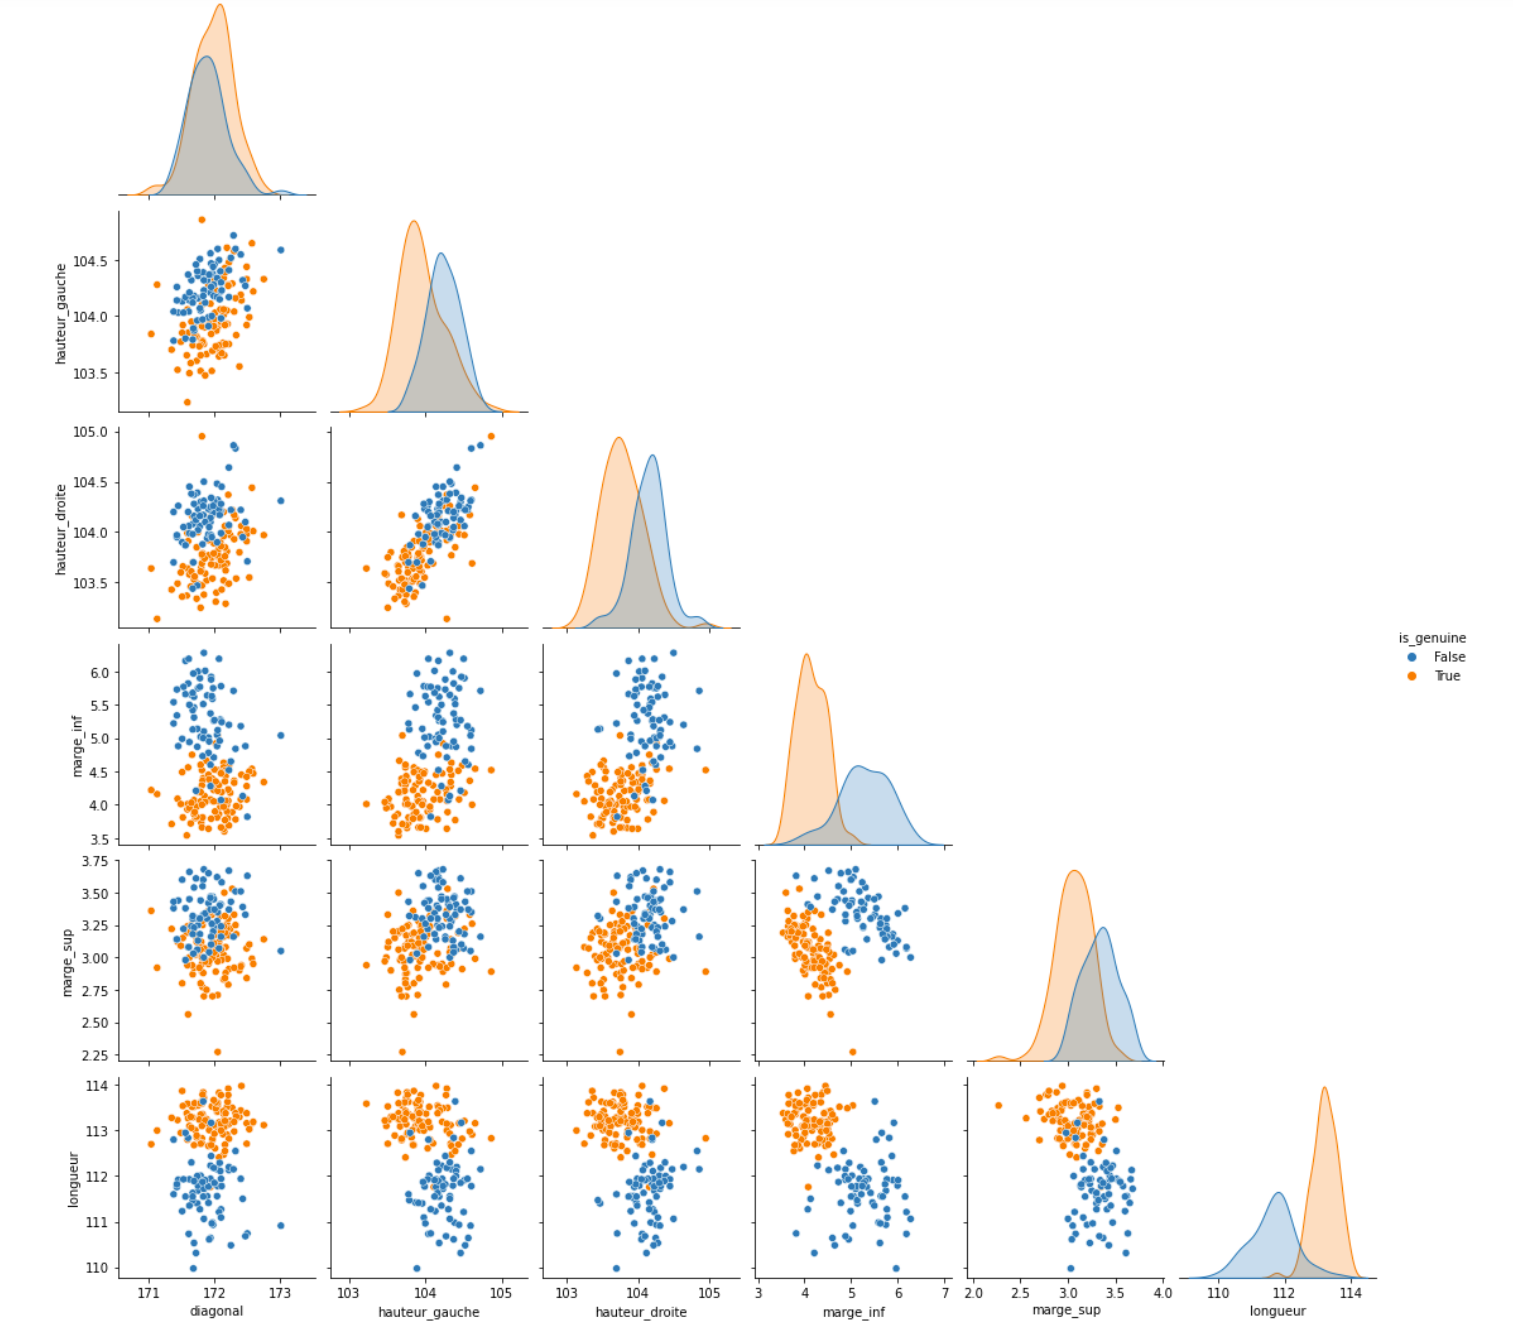 hauteur_gauche
104.5
104.0
103.5
hauteur_droite
105.0
104.5
104.0
103.5
marge_inf
6.0
5.5
5.0
4.5
4.0
3.5
is_genuine
False
True
marge_sup
3.75
3.50
3.25
3.00
2.75
2.50
2.25
longueur
114
113
112
111
110
171 172 173
diagonal
103 104 105
hauteur_gauche
103 104 105
hauteur_droite
3 4 5 6 7
marge_inf
2.0 2.5 3.0 3.5 4.0
marge_sup
110 112 114
longueur